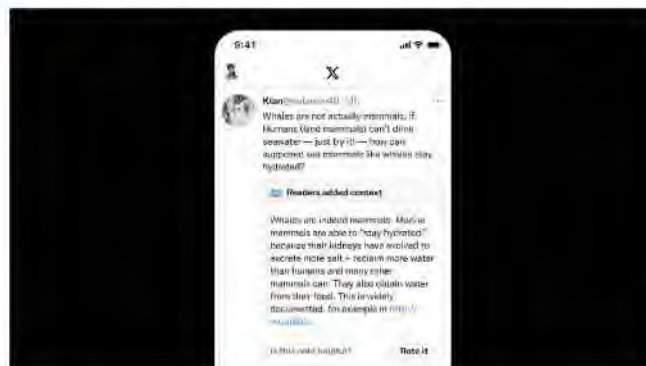 9:41
X
Kian
Whales are not actually mammals. If
Humans (land mammals) can't drink
seawater — just try it! — how can
supposed sea mammals like whales stay
hydrated?
Readers added context
Whales are indeed mammals. Marine
mammals are able to "stay hydrated"
because their kidneys have evolved to
excrete more salt + reclaim more water
than humans and many other
mammals can. They also obtain water
from their food. This is widely
documented, for example in
Is this note helpful?
Rate it